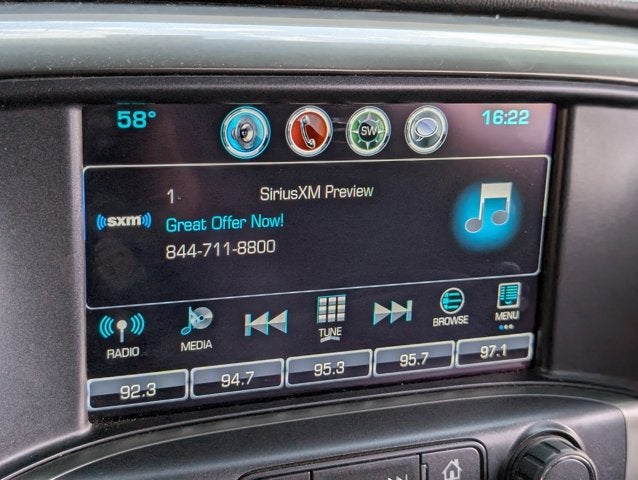 58° SW 16:22
1 SiriusXM Preview
((sxm)) Great Offer Now!
844-711-8800
RADIO MEDIA TUNE BROWSE MENU
92.3 94.7 95.3 95.7 97.1